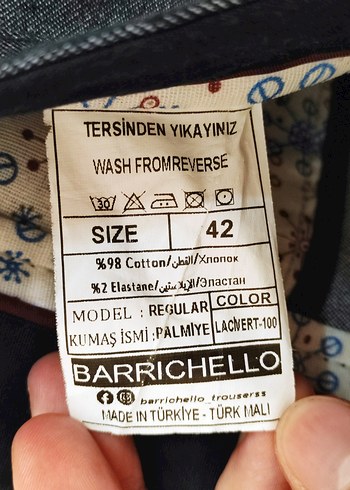 TERSİNDEN YIKAYINIZ
WASH FROMREVERSE
30
SIZE 42
%98 Cotton/القطن/Хлопок
%2 Elastane/الإيلاستين/Эластан
MODEL : REGULAR COLOR
KUMAŞ İSMİ :PALMİYE LACİVERT-100
BARRICHELLO
barrichello_trouserss
MADE IN TÜRKİYE - TÜRK MALI